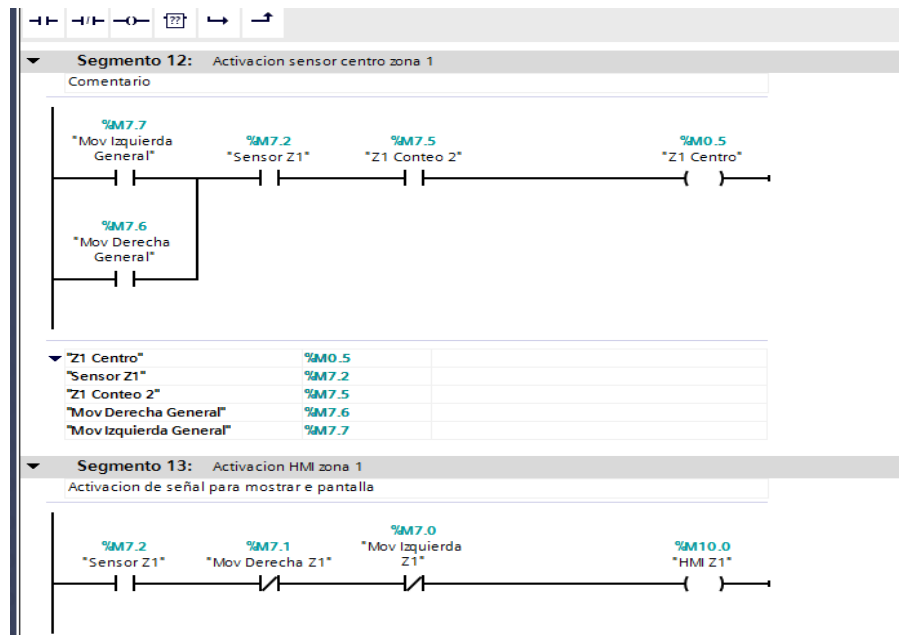 ??
Segmento 12: Activacion sensor centro zona 1
Comentario
%M7.7
"Mov Izquierda
General"
%M7.2
"Sensor Z1"
%M7.5
"Z1 Conteo 2"
%M0.5
"Z1 Centro"
%M7.6
"Mov Derecha
General"
"Z1 Centro" %M0.5
"Sensor Z1" %M7.2
"Z1 Conteo 2" %M7.5
"Mov Derecha General" %M7.6
"Mov Izquierda General" %M7.7
Segmento 13: Activacion HMI zona 1
Activacion de señal para mostrar e pantalla
%M7.2
"Sensor Z1"
%M7.1
"Mov Derecha Z1"
%M7.0
"Mov Izquierda
Z1"
%M10.0
"HMI Z1"